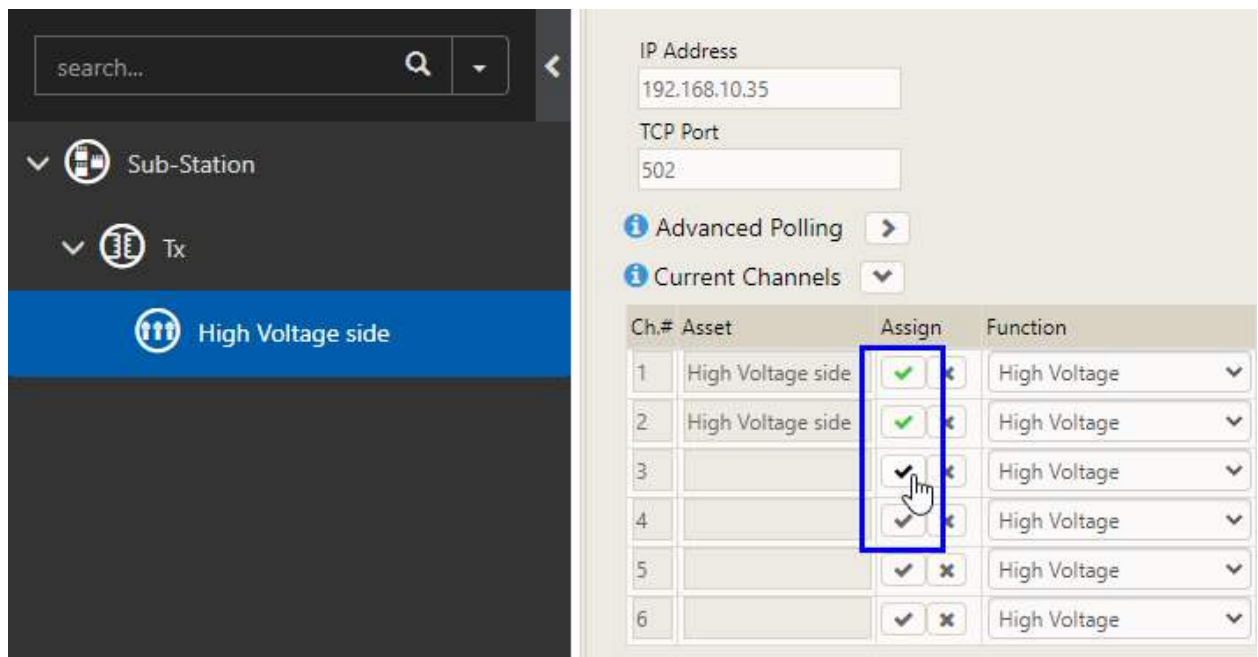 search...
Sub-Station
Tx
High Voltage side
IP Address
192.168.10.35
TCP Port
502
Advanced Polling
Current Channels
Ch.# Asset Assign Function
1 High Voltage side High Voltage
2 High Voltage side High Voltage
3 High Voltage
4 High Voltage
5 High Voltage
6 High Voltage